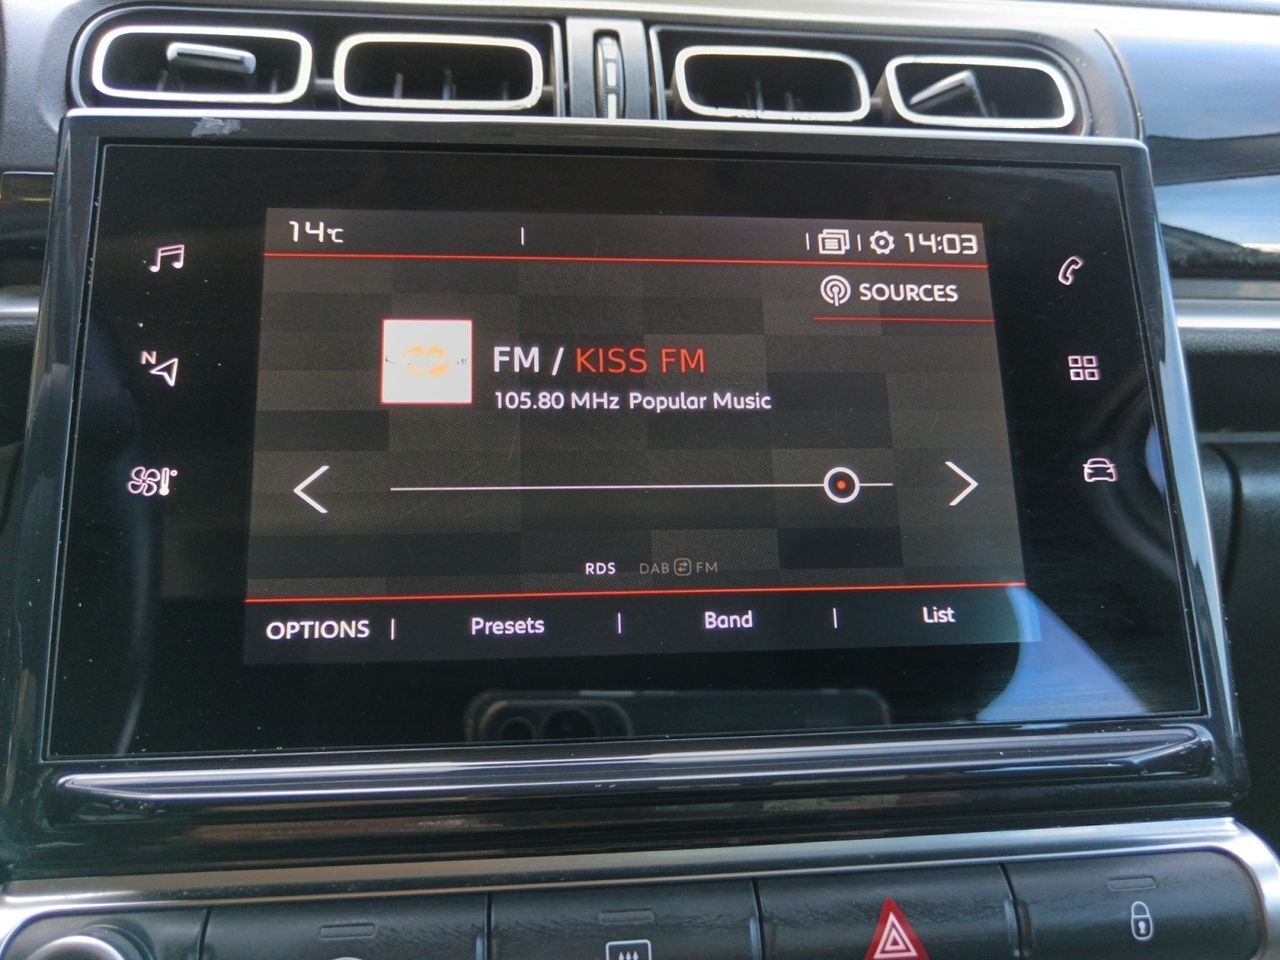 14°C | | | 14:03
SOURCES
FM / KISS FM
105.80 MHz Popular Music
N
RDS DAB FM
OPTIONS | Presets | Band | List